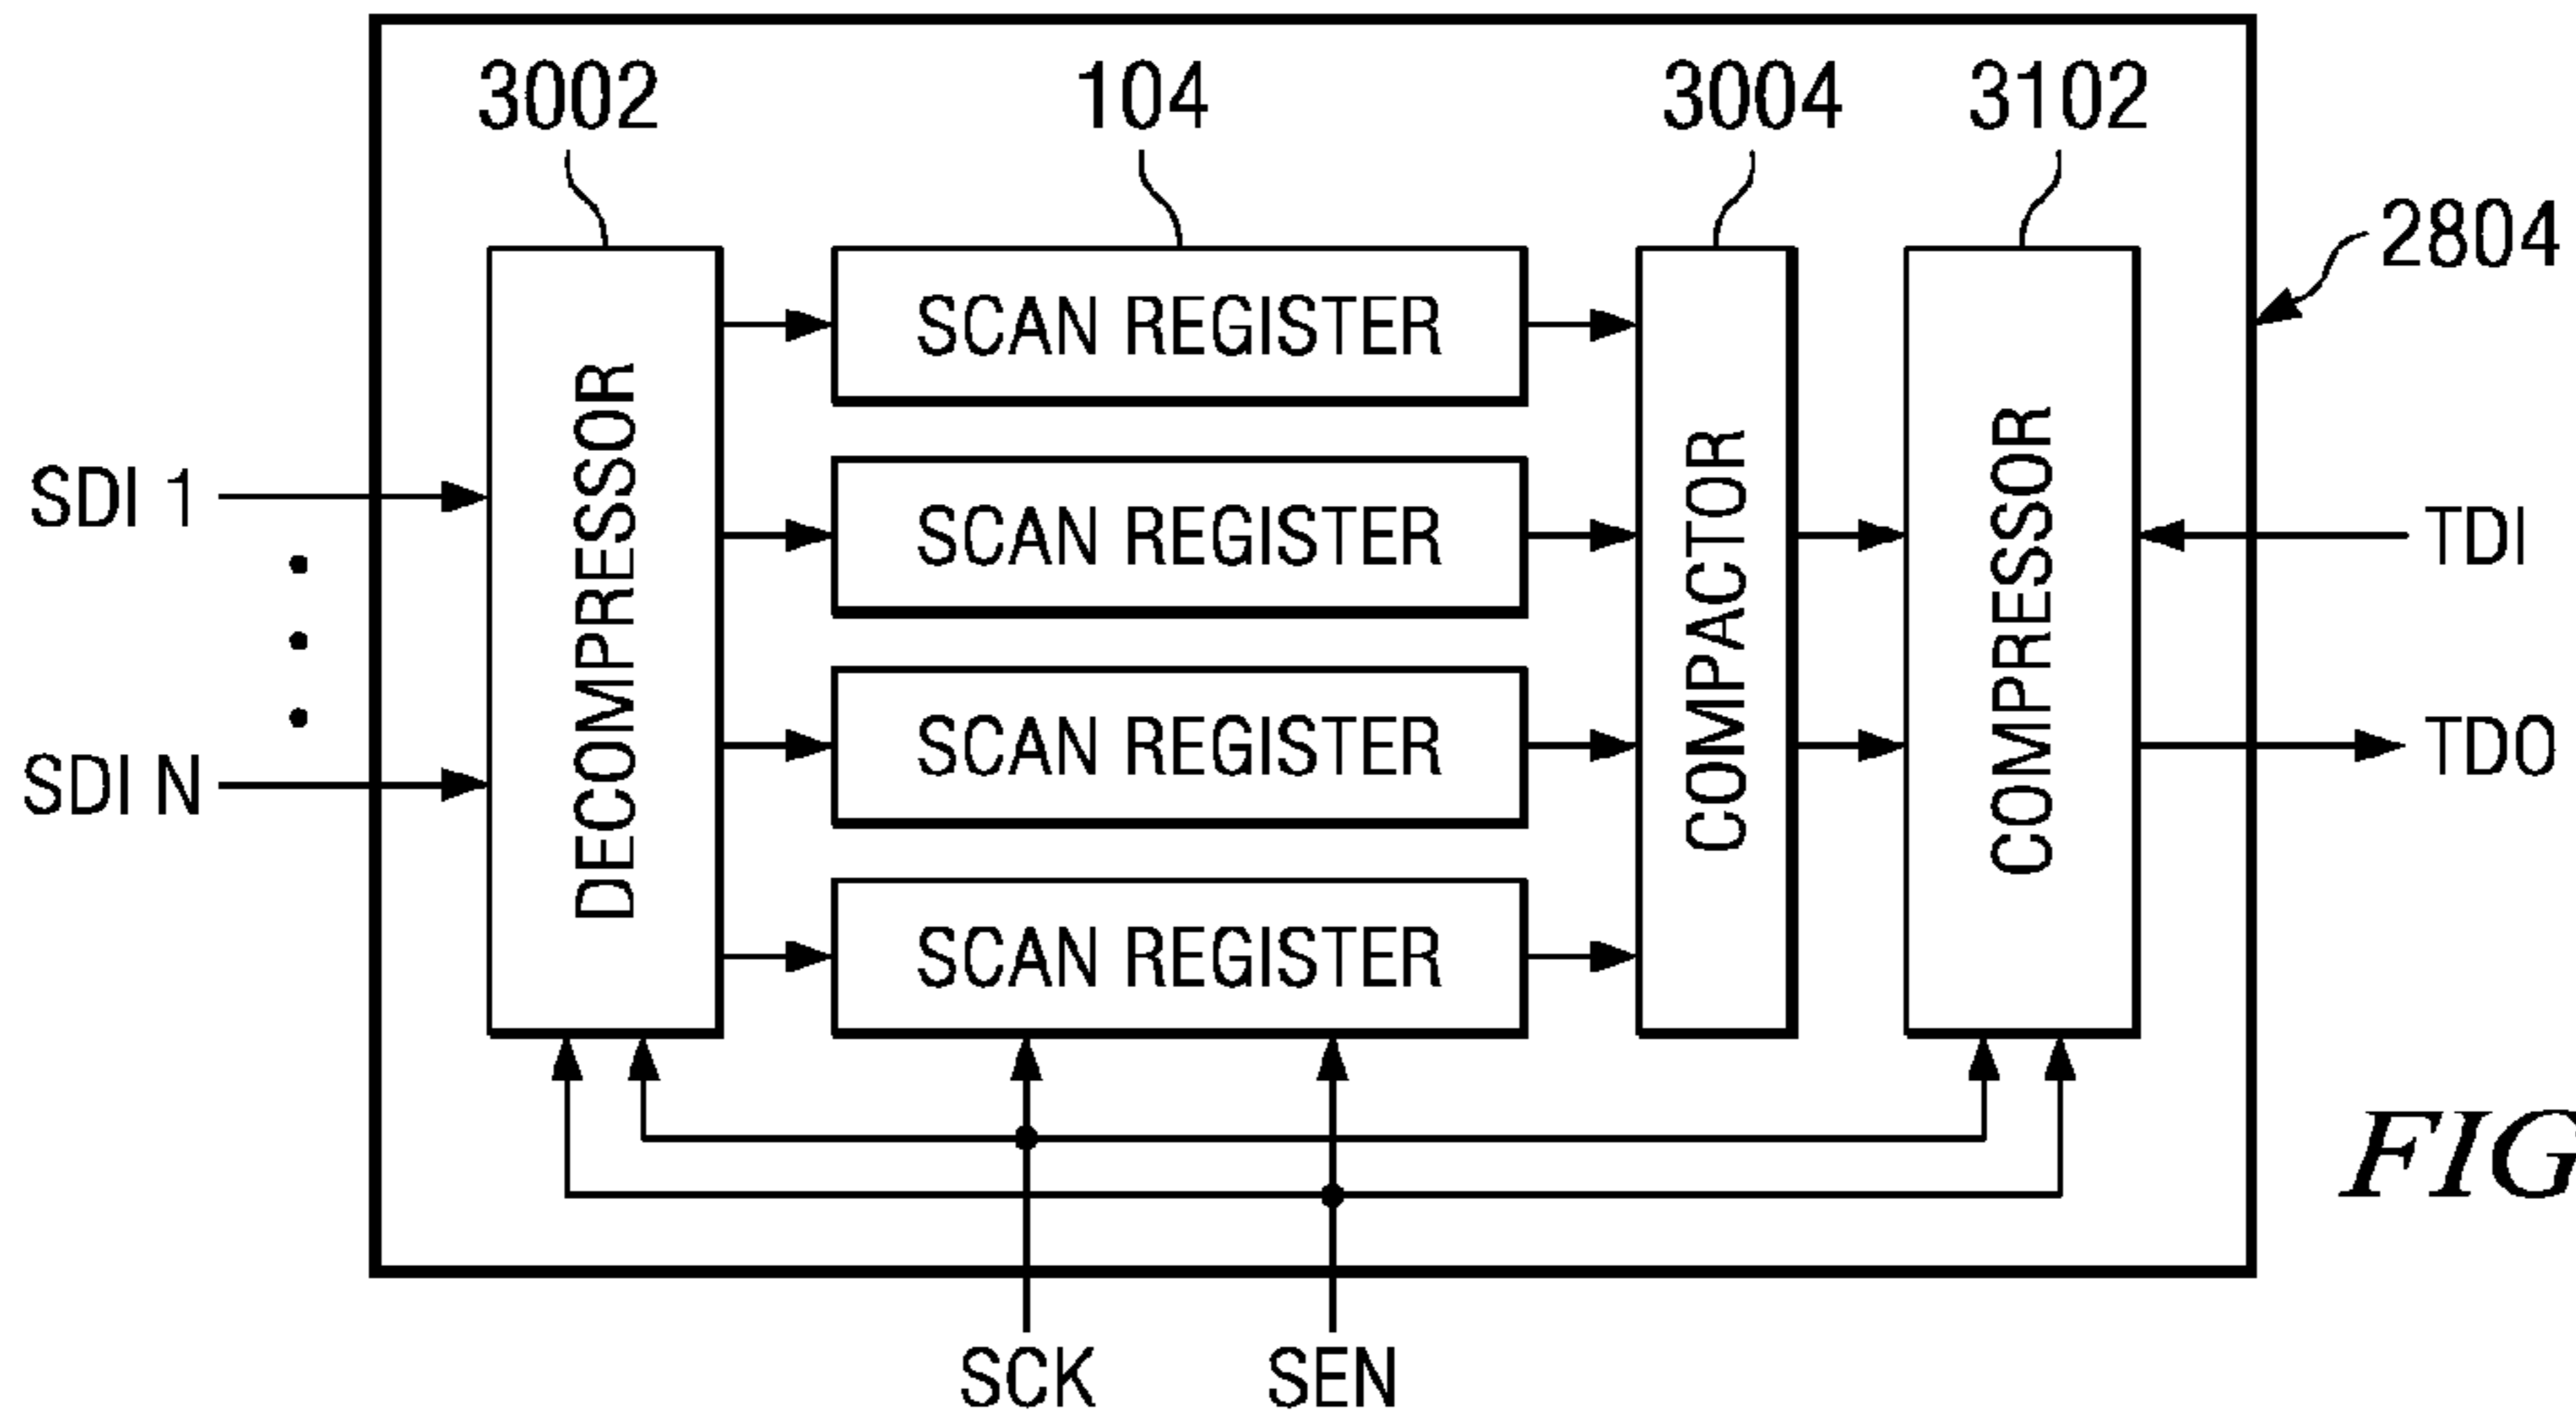 3002
104
3004
3102
2804
SDI 1
SDI N
DECOMPRESSOR
SCAN REGISTER
SCAN REGISTER
SCAN REGISTER
SCAN REGISTER
COMPACTOR
COMPRESSOR
TDI
TDO
SCK
SEN
FIG